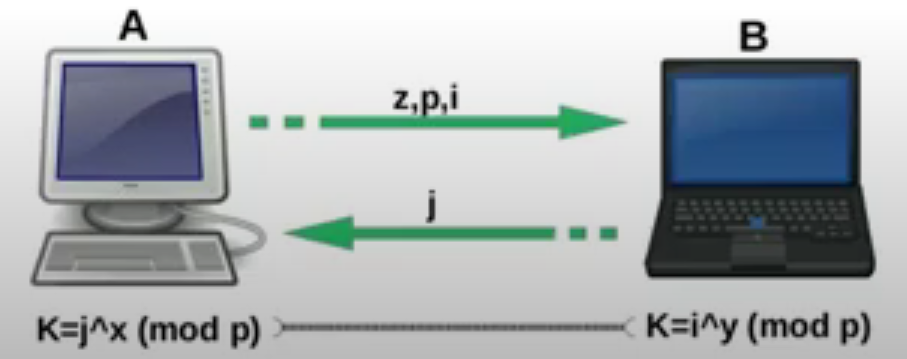 A
B
z,p,i
j
K=j^x (mod p)
K=i^y (mod p)